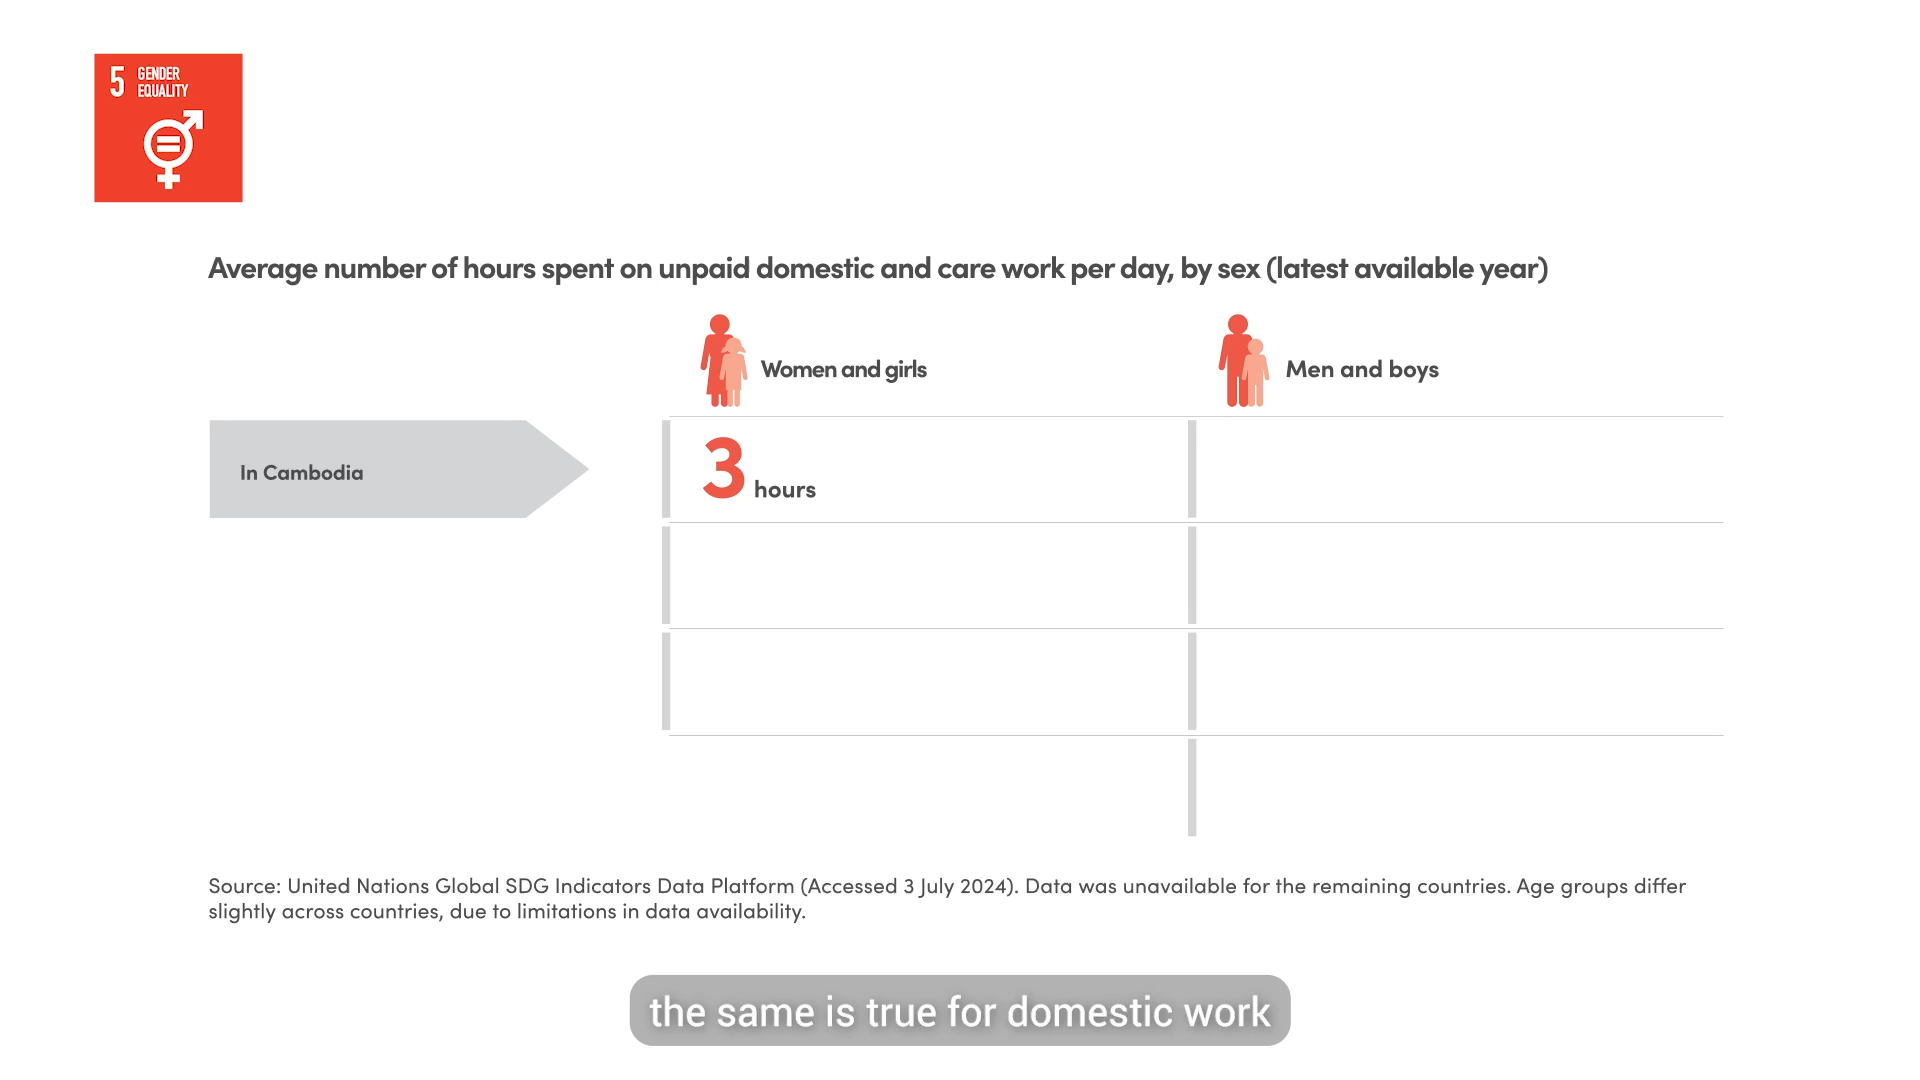 5 GENDER
EQUALITY
Average number of hours spent on unpaid domestic and care work per day, by sex (latest available year)
Women and girls
Men and boys
In Cambodia
3 hours
Source: United Nations Global SDG Indicators Data Platform (Accessed 3 July 2024). Data was unavailable for the remaining countries. Age groups differ
slightly across countries, due to limitations in data availability.
the same is true for domestic work